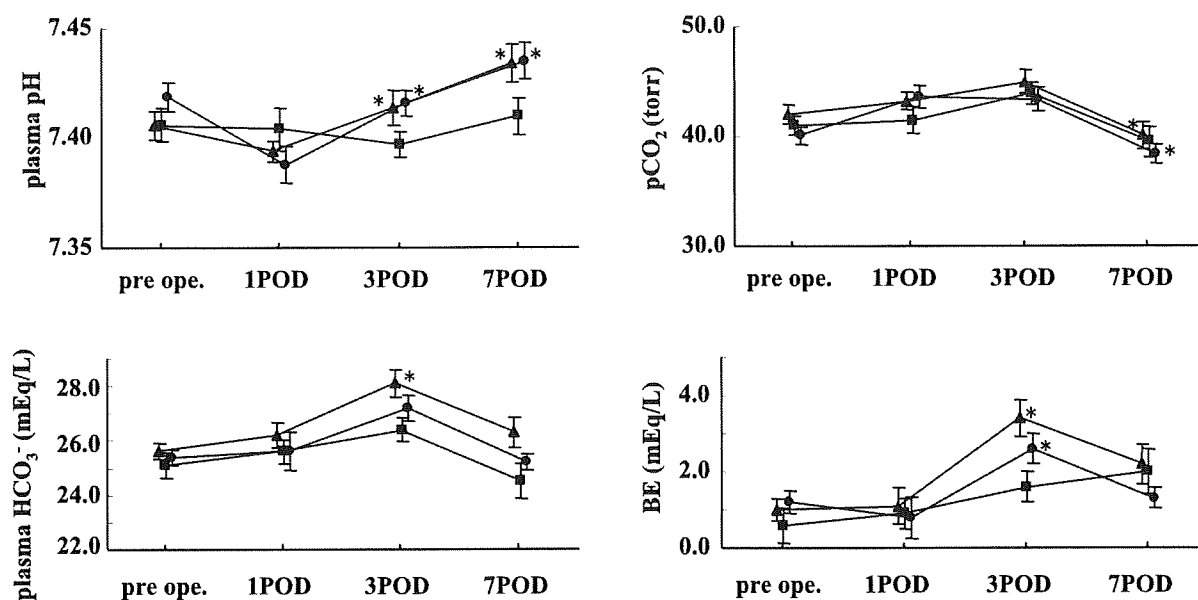 plasma pH
7.45
7.40
7.35
* * * *
pre ope. 1POD 3POD 7POD
pCO₂ (torr)
50.0
40.0
30.0
* *
pre ope. 1POD 3POD 7POD
plasma HCO₃⁻ (mEq/L)
28.0
26.0
24.0
22.0
*
pre ope. 1POD 3POD 7POD
BE (mEq/L)
4.0
2.0
0.0
* *
pre ope. 1POD 3POD 7POD